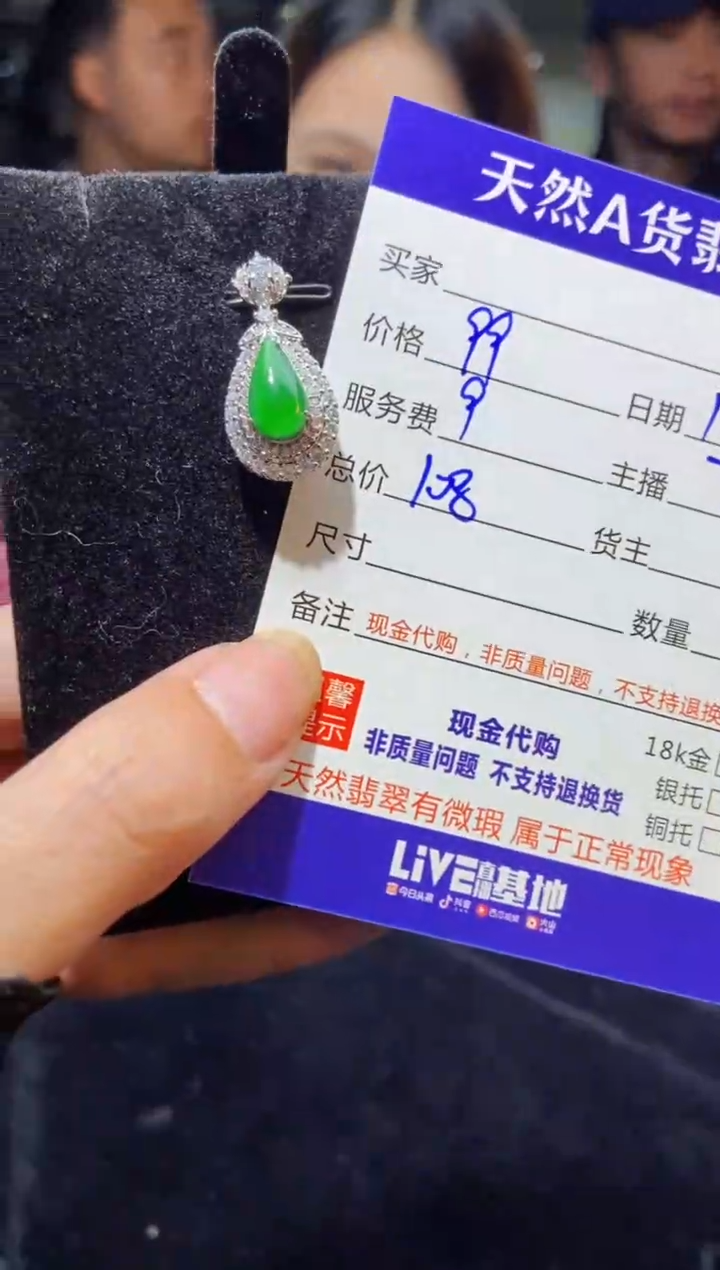 天然A货翡
买家
价格 99
日期
服务费 9
主播
总价 108
货主
尺寸
数量
备注 现金代购，非质量问题，不支持退换
馨
提示
现金代购
非质量问题 不支持退换货
18k金
银托
铜托
天然翡翠有微瑕 属于正常现象
LiVE直播基地
今日头条 抖音 西瓜视频 火山